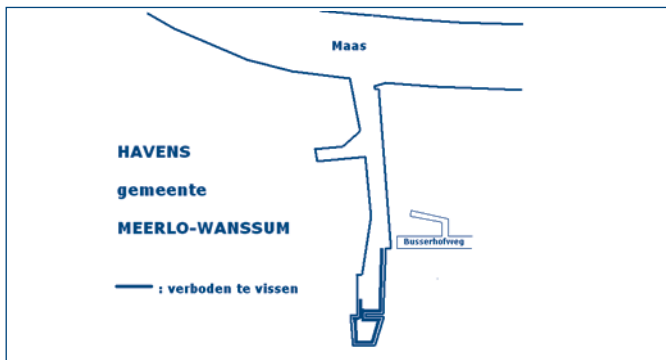 Maas
HAVENS
gemeente
MEERLO-WANSSUM
Busserhofweg
: verboden te vissen